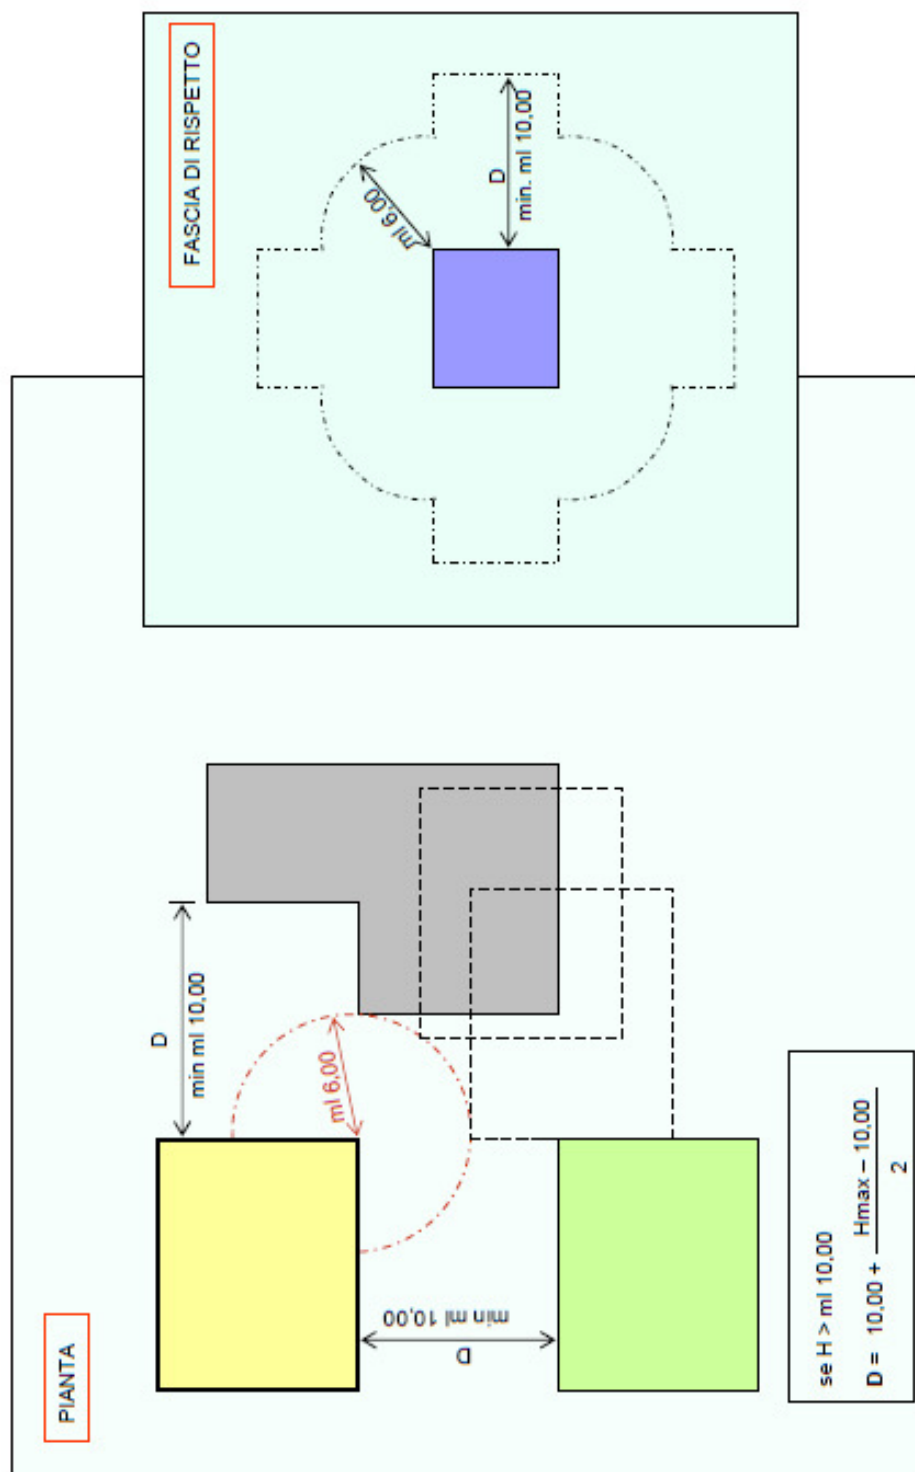 PIANTA
D
min ml 10,00
ml 6,00
D
min ml 10,00
se H > ml 10,00
D = 10,00 + Hmax – 10,00
2
FASCIA DI RISPETTO
ml 6,00
D
min. ml 10,00